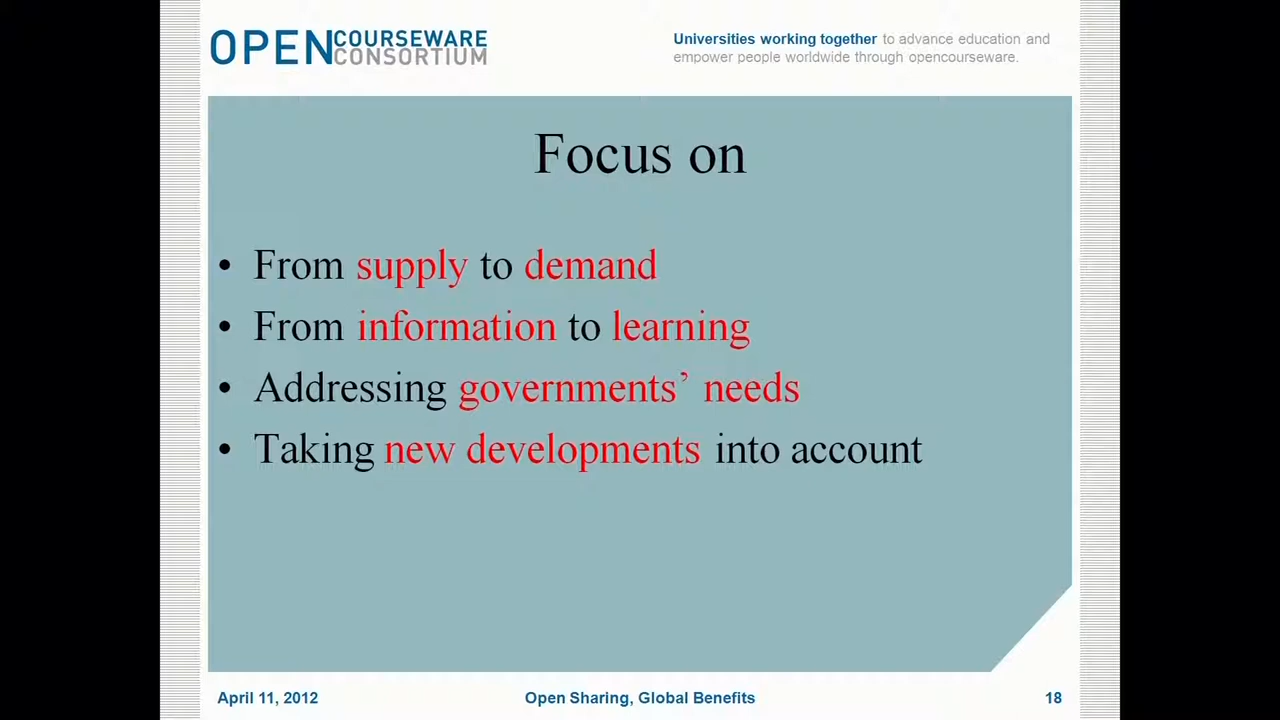 OPENCOURSEWARE CONSORTIUM
Universities working together to advance education and
empower people worldwide through opencourseware.
Focus on
• From supply to demand
• From information to learning
• Addressing governments’ needs
• Taking new developments into account
April 11, 2012
Open Sharing, Global Benefits
18